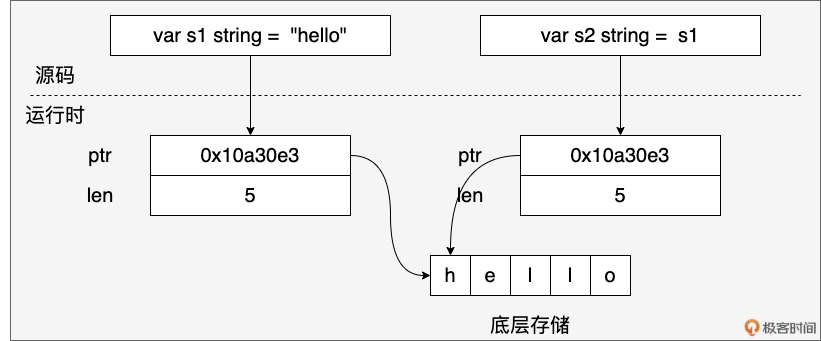 var s1 string = "hello"
var s2 string = s1
源码
运行时
ptr
0x10a30e3
ptr
0x10a30e3
len
5
len
5
h e l l o
底层存储
极客时间